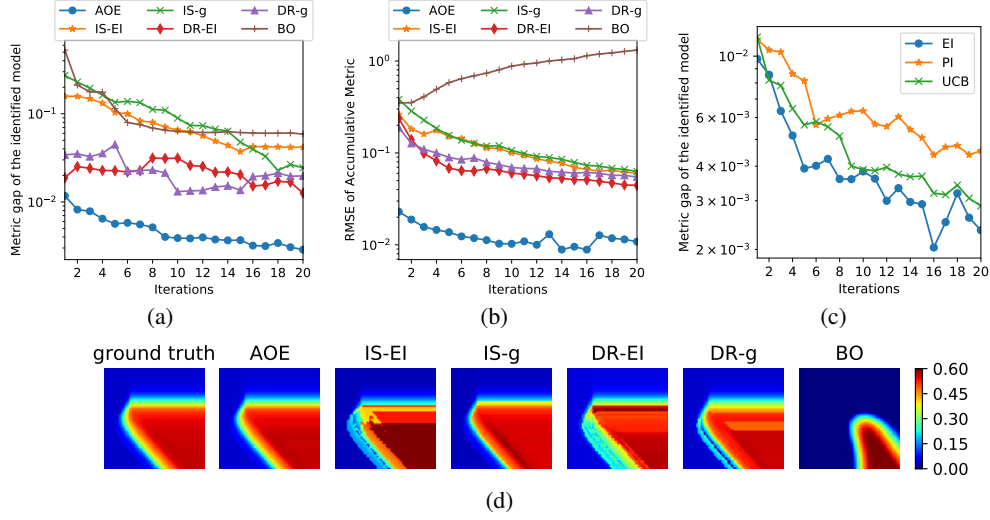 AOE IS-g DR-g
IS-EI DR-EI BO
Metric gap of the identified model
10⁻¹
10⁻²
1 2 4 6 8 10 12 14 16 18 20
Iterations
(a)
AOE IS-g DR-g
IS-EI DR-EI BO
RMSE of Accumulative Metric
10⁰
10⁻¹
10⁻²
2 4 6 8 10 12 14 16 18 20
Iterations
(b)
EI
PI
UCB
Metric gap of the identified model
10⁻²
6 × 10⁻³
4 × 10⁻³
3 × 10⁻³
2 × 10⁻³
2 4 6 8 10 12 14 16 18 20
Iterations
(c)
ground truth AOE IS-EI IS-g DR-EI DR-g BO
0.60
0.45
0.30
0.15
0.00
(d)